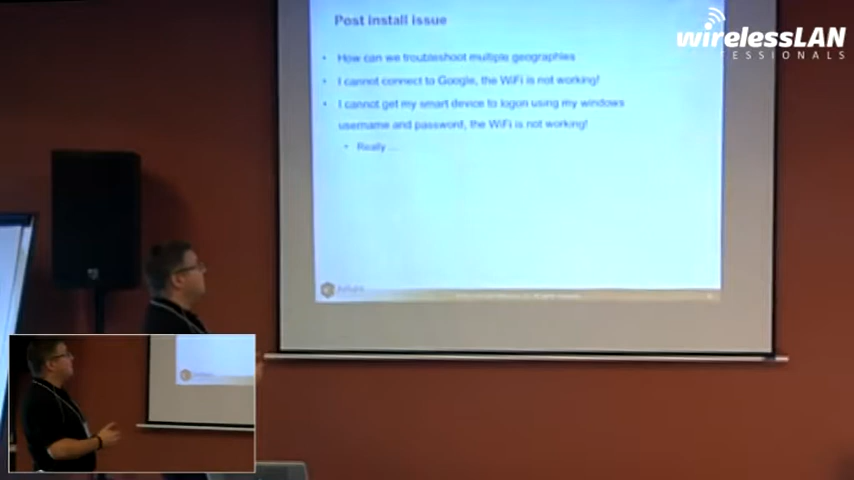 Post install issue
wirelessLAN
PROFESSIONALS
• How can we troubleshoot multiple geographies
• I cannot connect to Google, the WiFi is not working!
• I cannot get my smart device to logon using my windows
username and password, the WiFi is not working!
• Really ...